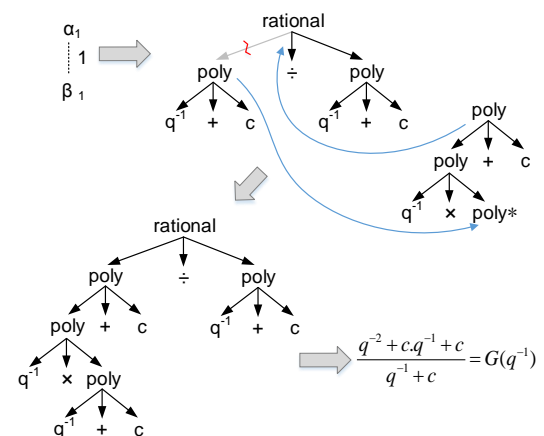 α₁
1
β ₁
rational
poly ÷ poly
q⁻¹ + c q⁻¹ + c
poly
poly + c
q⁻¹ × poly*
rational
poly ÷ poly
poly + c q⁻¹ + c
q⁻¹ × poly
q⁻¹ + c
(q⁻² + c.q⁻¹ + c) / (q⁻¹ + c) = G(q⁻¹)